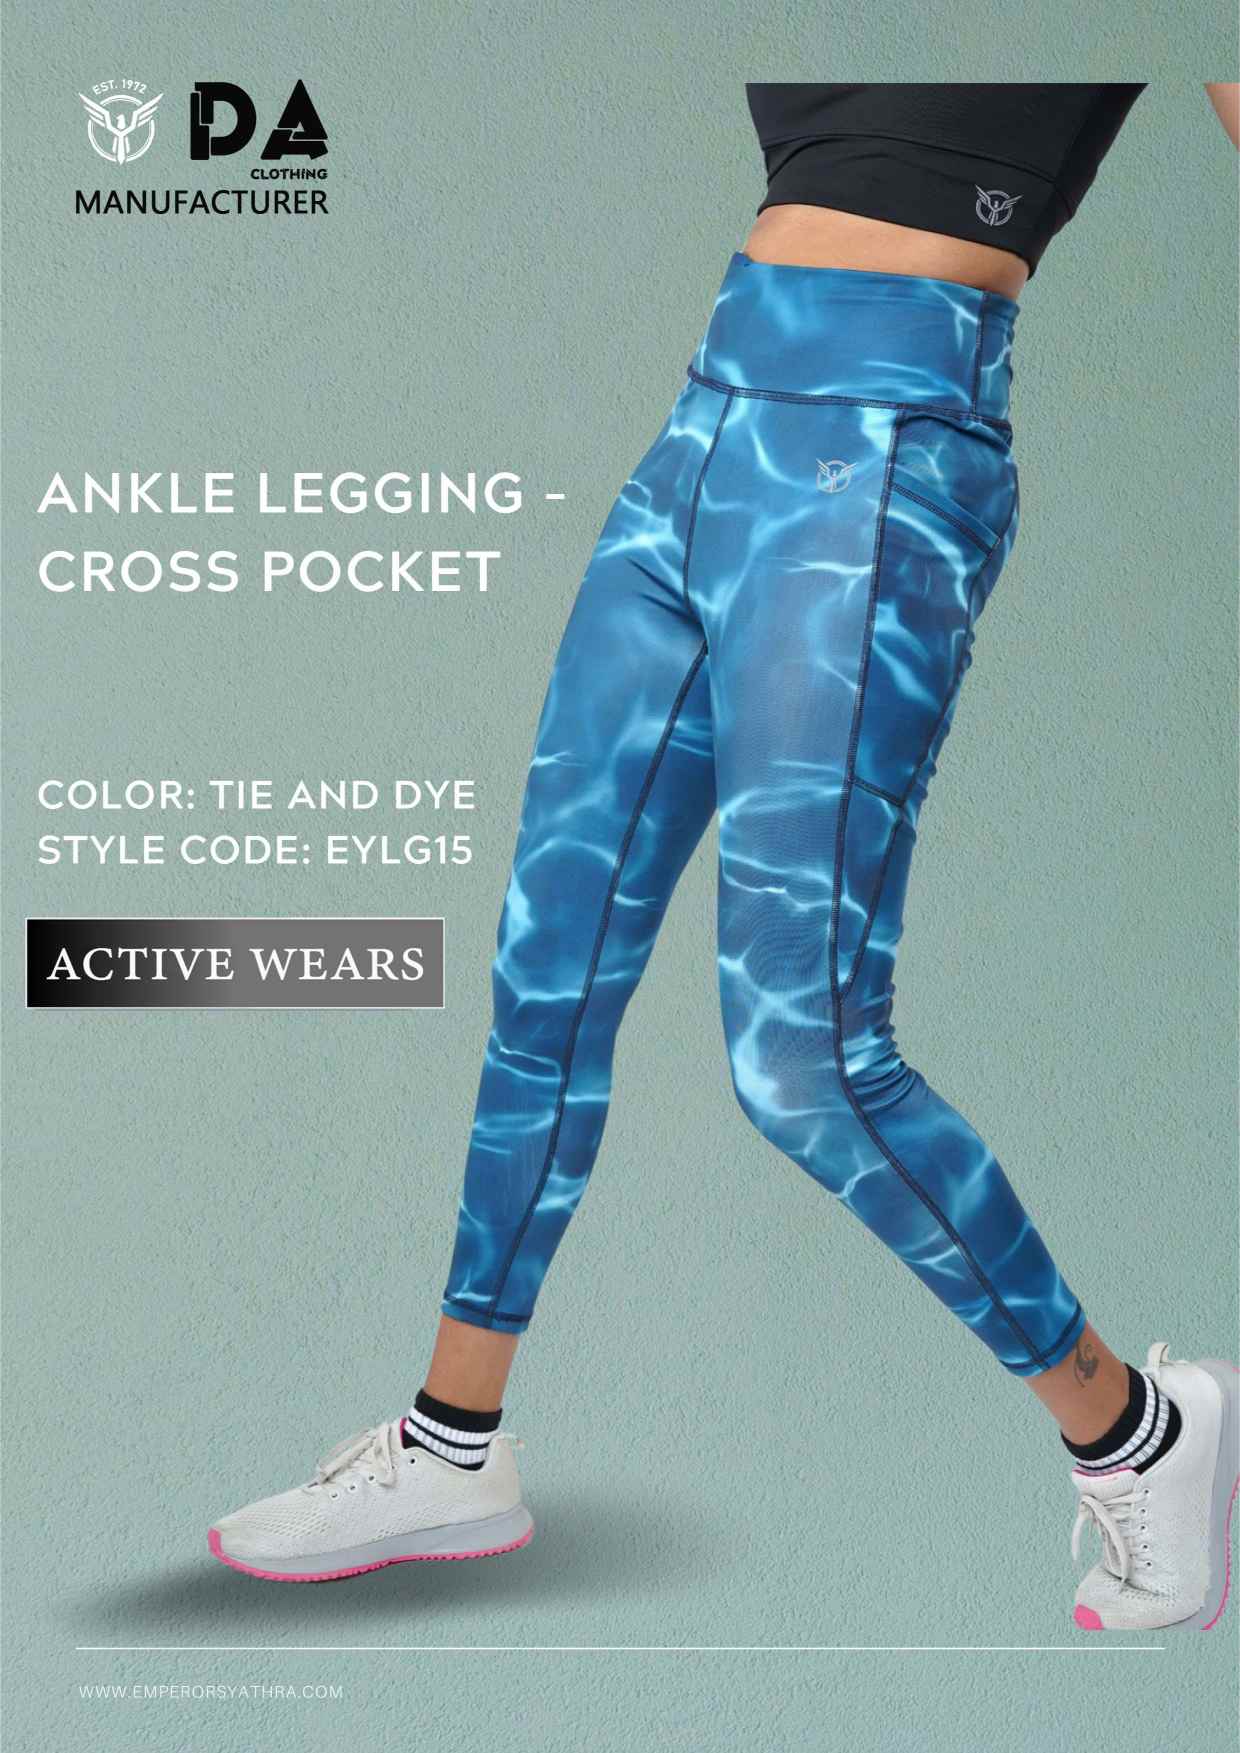 EST. 1972
DA
CLOTHING
MANUFACTURER
ANKLE LEGGING -
CROSS POCKET
COLOR: TIE AND DYE
STYLE CODE: EYLG15
ACTIVE WEARS
WWW.EMPERORSYATHRA.COM